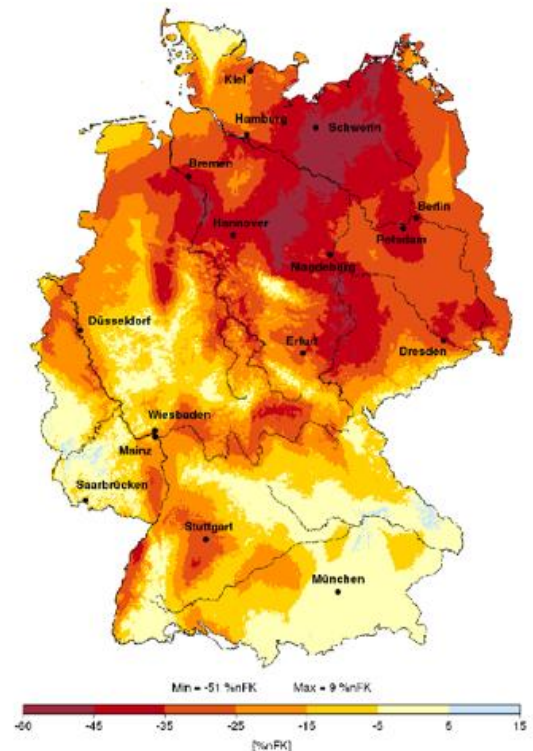 Kiel
Hamburg
Schwerin
Bremen
Berlin
Hannover
Potsdam
Magdeburg
Düsseldorf
Erfurt
Dresden
Wiesbaden
Mainz
Saarbrücken
Stuttgart
München
Min = -51 %nFK Max = 9 %nFK
-60 -45 -35 -25 -15 -5 5 15
[%nFK]